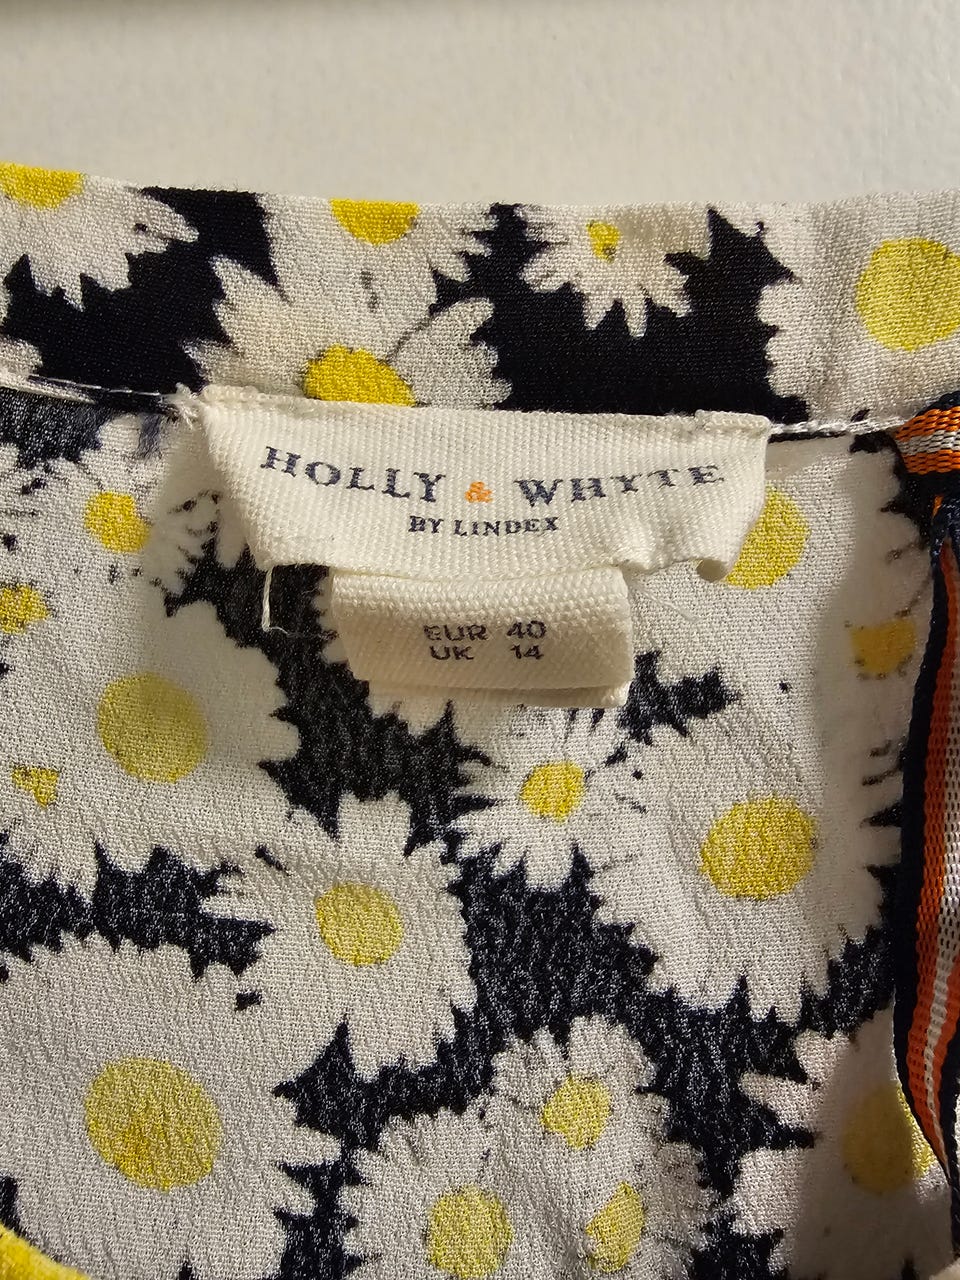 HOLLY & WHYTE
BY LINDEX
EUR 40
UK 14